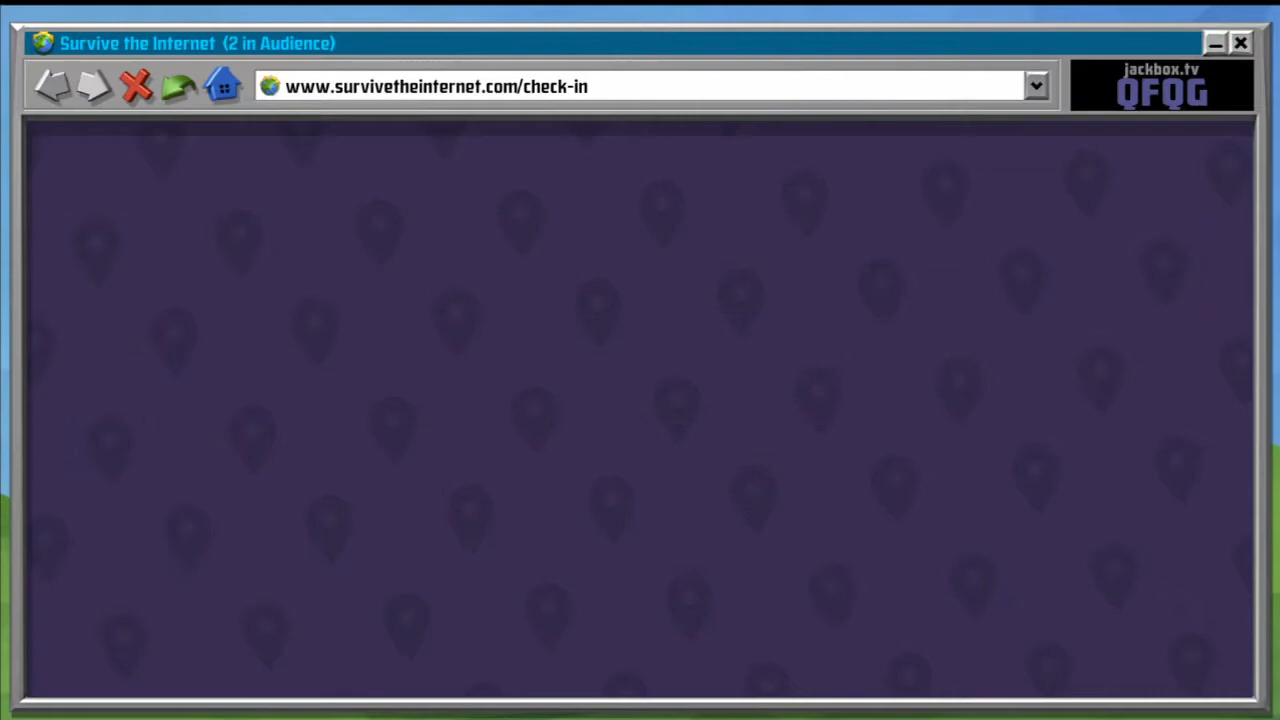 Survive the Internet (2 in Audience)
www.survivetheinternet.com/check-in
jackbox.tv
QFQG